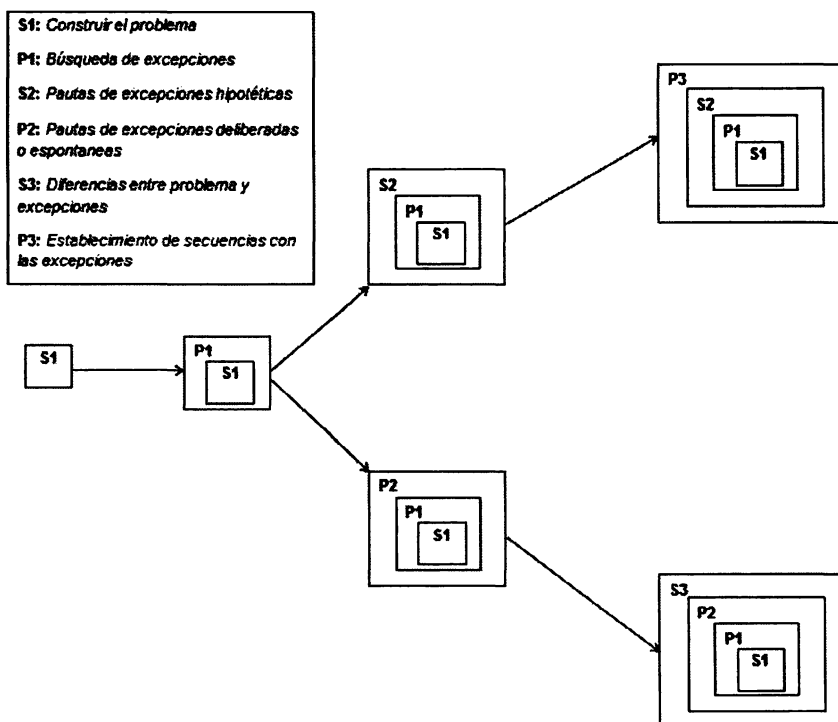 S1: Construir el problema
P1: Búsqueda de excepciones
S2: Pautas de excepciones hipotéticas
P2: Pautas de excepciones deliberadas
o espontaneas
S3: Diferencias entre problema y
excepciones
P3: Establecimiento de secuencias con
las excepciones
P3
S2
P1
S1
S2
P1
S1
S1
P1
S1
P2
P1
S1
S3
P2
P1
S1